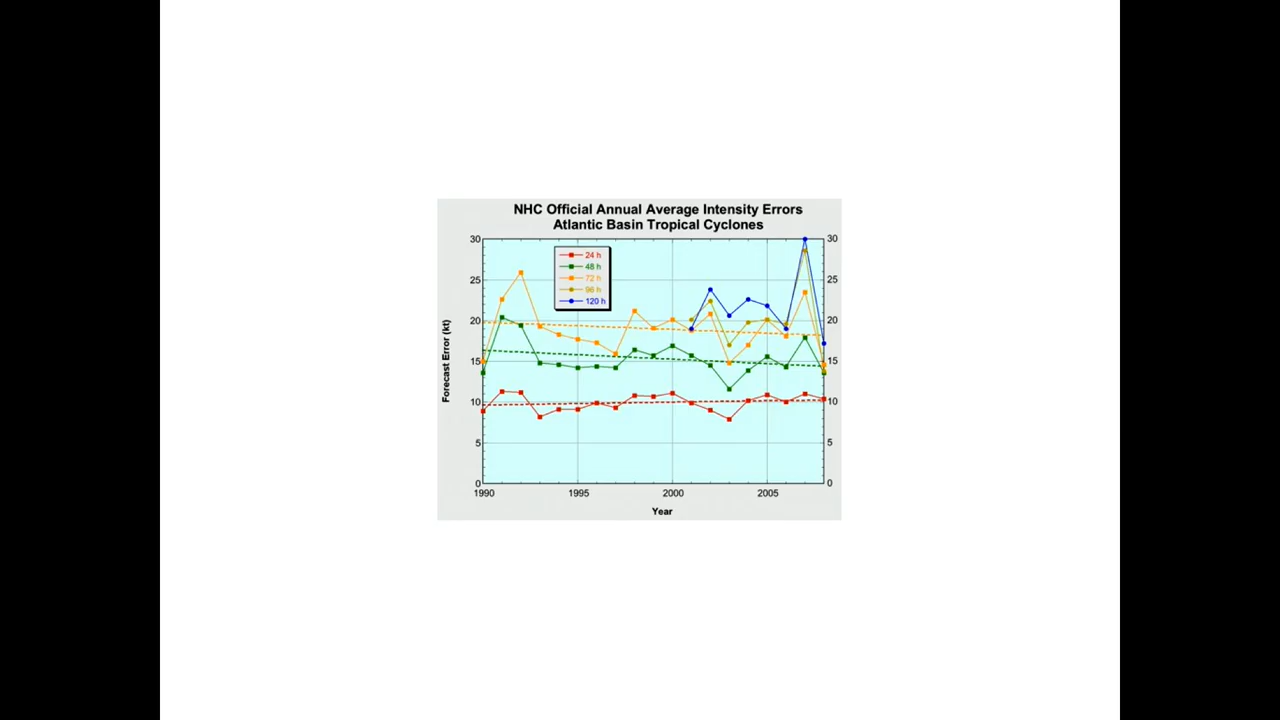 NHC Official Annual Average Intensity Errors
Atlantic Basin Tropical Cyclones
30
25
20
15
10
5
0
30
25
20
15
10
5
0
24 h
48 h
72 h
96 h
120 h
Forecast Error (kt)
1990
1995
2000
2005
Year